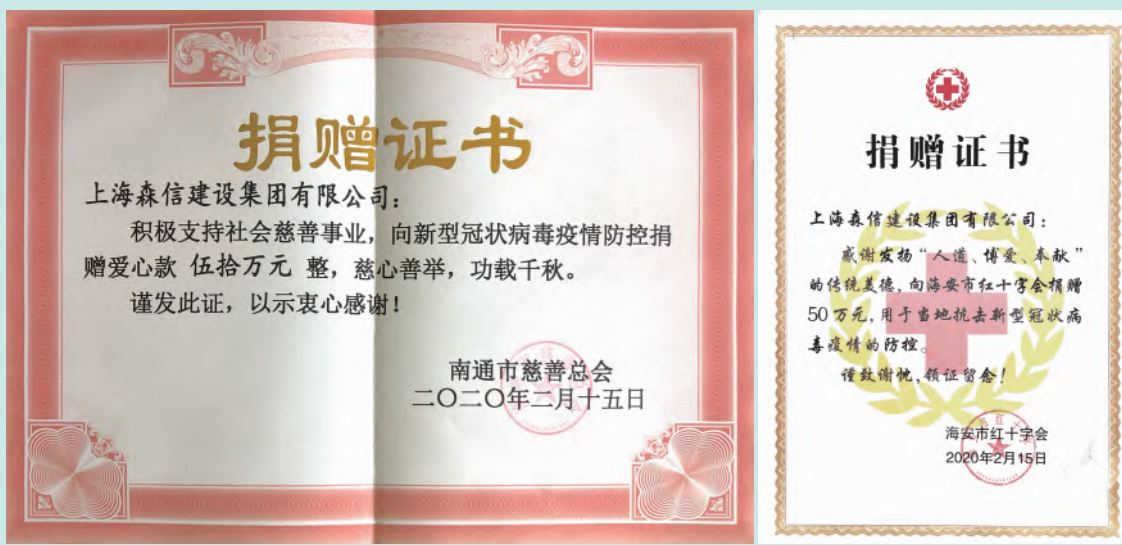 捐赠证书
上海森信建设集团有限公司：
积极支持社会慈善事业，向新型冠状病毒疫情防控捐
赠爱心款 伍拾万元 整，慈心善举，功载千秋。
谨发此证，以示衷心感谢！
南通市慈善总会
二〇二〇年二月十五日
捐赠证书
上海森信建设集团有限公司：
感谢发扬“人道、博爱、奉献”
的传统美德，向海安市红十字会捐赠
50万元，用于当地抗击新型冠状病
毒疫情的防控。
谨致谢忱，领证留念！
海安市红十字会
2020年2月15日